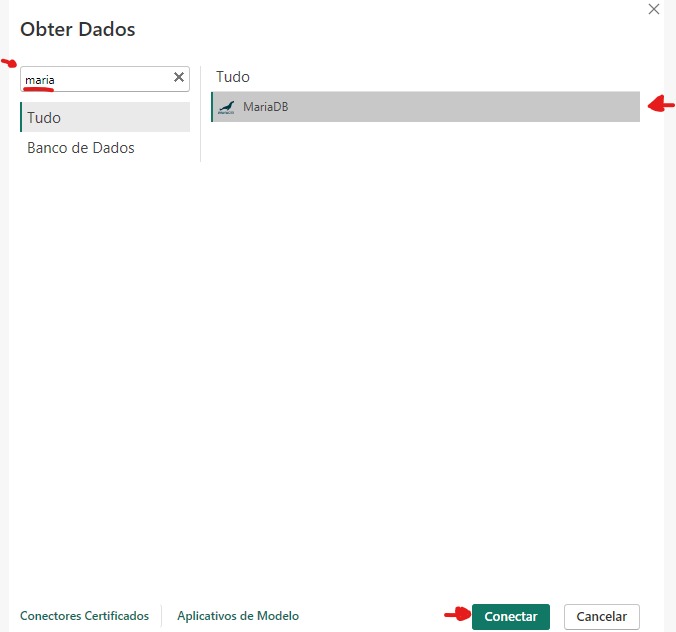 Obter Dados
maria
Tudo
Banco de Dados
Tudo
MariaDB
Conectores Certificados
Aplicativos de Modelo
Conectar
Cancelar